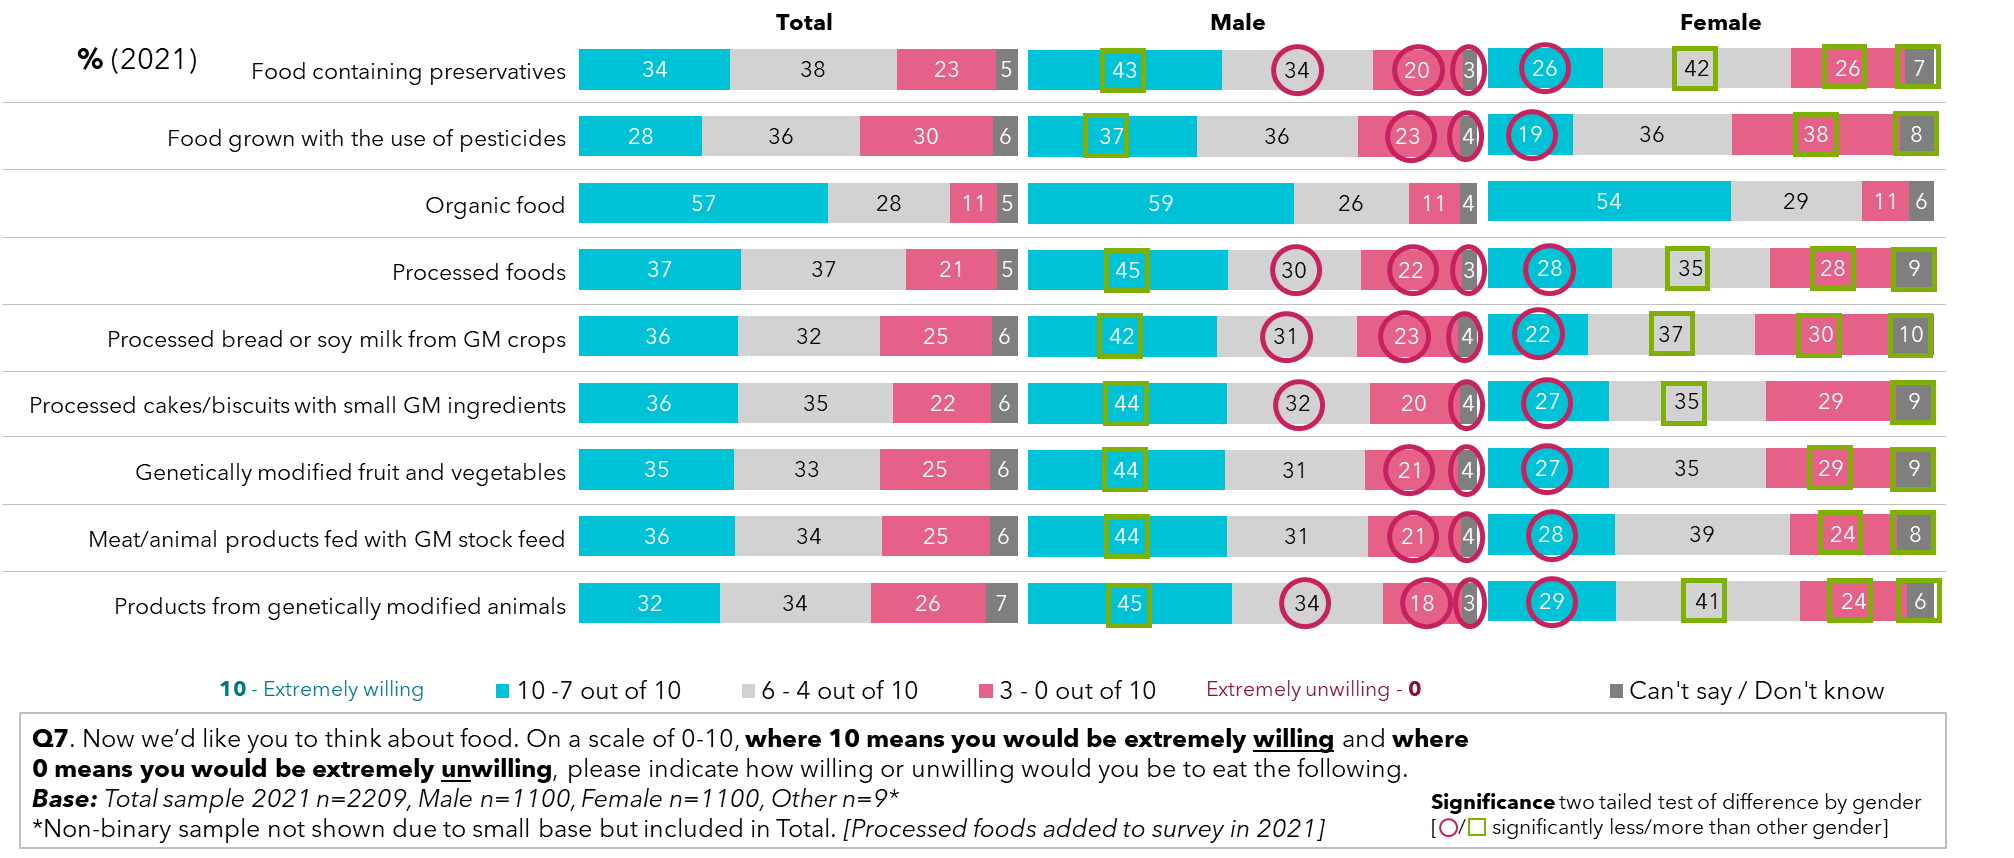 Total Male Female
% (2021)
Food containing preservatives 34 38 23 5 43 34 20 3 26 42 26 7
Food grown with the use of pesticides 28 36 30 6 37 36 23 4 19 36 38 8
Organic food 57 28 11 5 59 26 11 4 54 29 11 6
Processed foods 37 37 21 5 45 30 22 3 28 35 28 9
Processed bread or soy milk from GM crops 36 32 25 6 42 31 23 4 22 37 30 10
Processed cakes/biscuits with small GM ingredients 36 35 22 6 44 32 20 4 27 35 29 9
Genetically modified fruit and vegetables 35 33 25 6 44 31 21 4 27 35 29 9
Meat/animal products fed with GM stock feed 36 34 25 6 44 31 21 4 28 39 24 8
Products from genetically modified animals 32 34 26 7 45 34 18 3 29 41 24 6
10 - Extremely willing 10 -7 out of 10 6 - 4 out of 10 3 - 0 out of 10 Extremely unwilling - 0 Can't say / Don't know
Q7. Now we'd like you to think about food. On a scale of 0-10, where 10 means you would be extremely willing and where
0 means you would be extremely unwilling, please indicate how willing or unwilling would you be to eat the following.
Base: Total sample 2021 n=2209, Male n=1100, Female n=1100, Other n=9*
*Non-binary sample not shown due to small base but included in Total. [Processed foods added to survey in 2021]
Significance two tailed test of difference by gender
[○/□ significantly less/more than other gender]